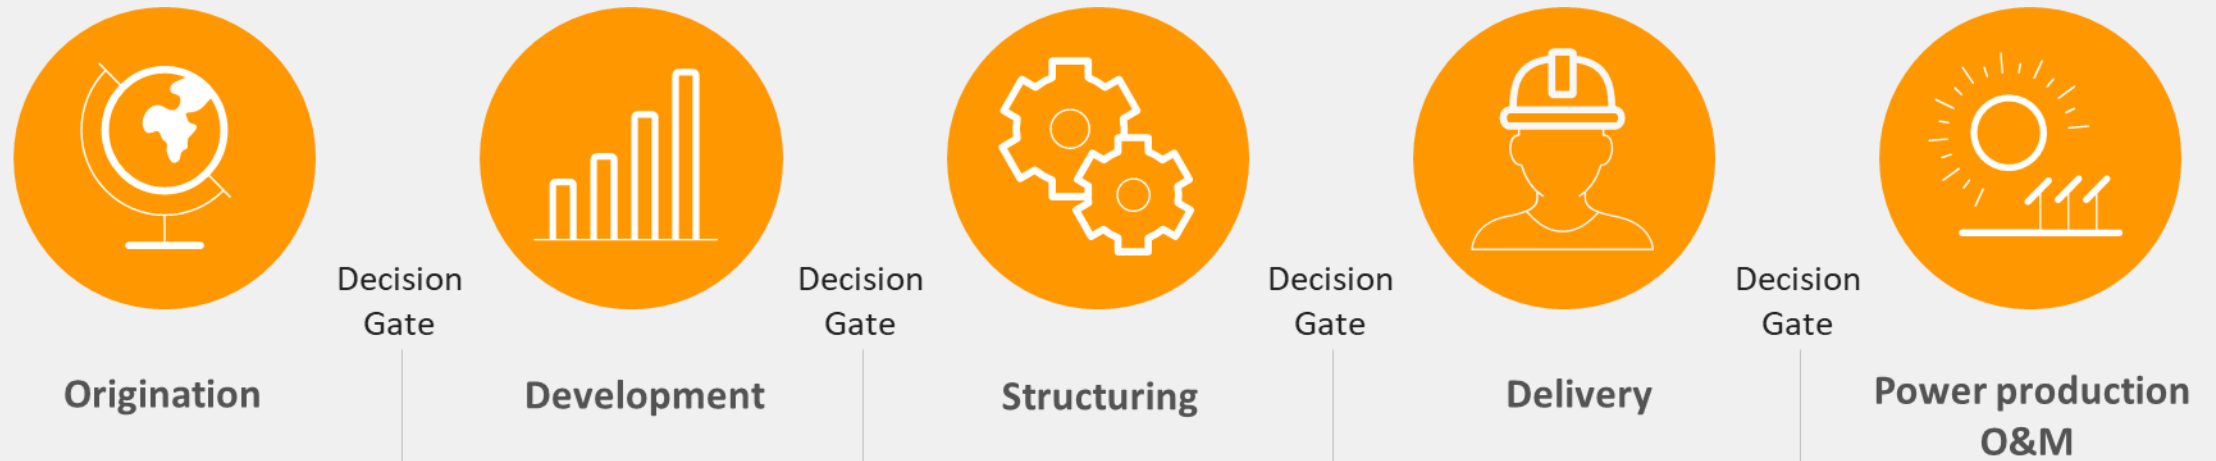 Decision
Gate
Decision
Gate
Decision
Gate
Decision
Gate
Origination
Development
Structuring
Delivery
Power production
O&M